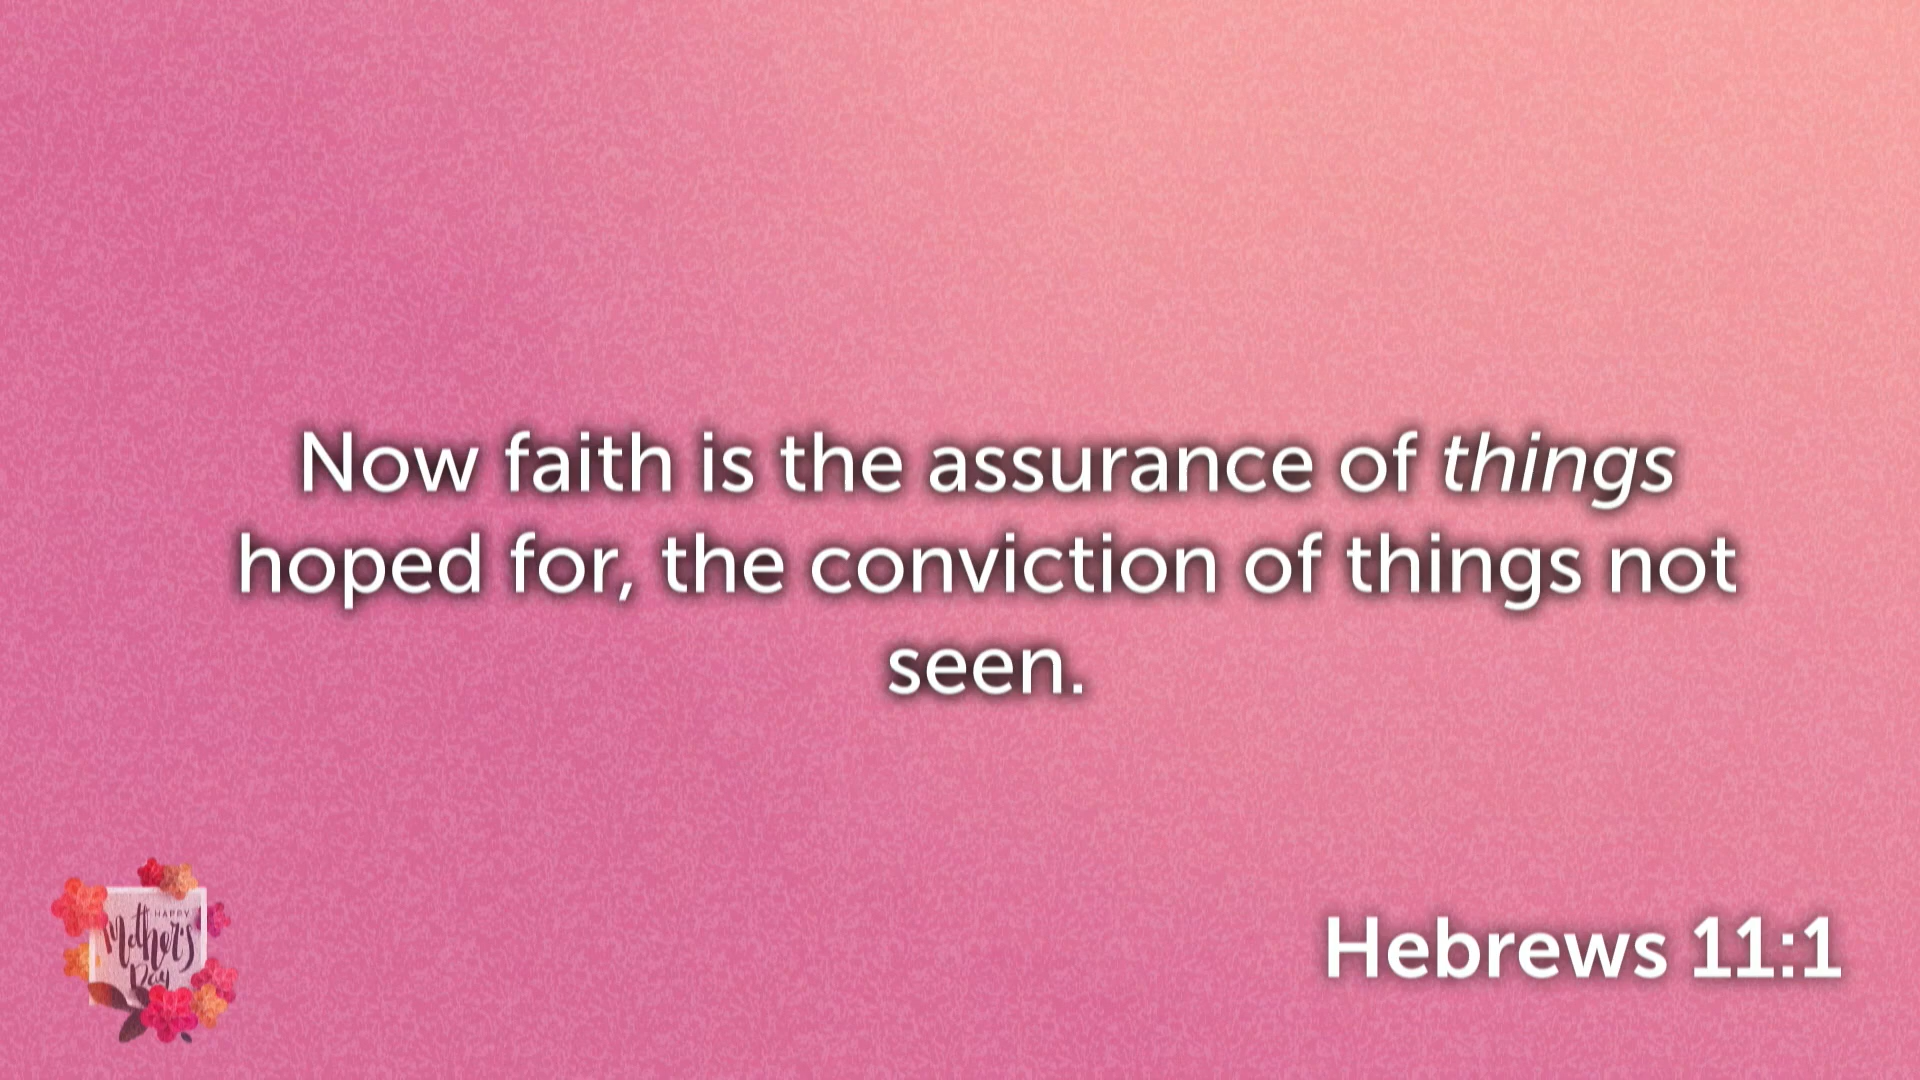 Now faith is the assurance of things
hoped for, the conviction of things not
seen.
HAPPY
Mother's
Day
Hebrews 11:1